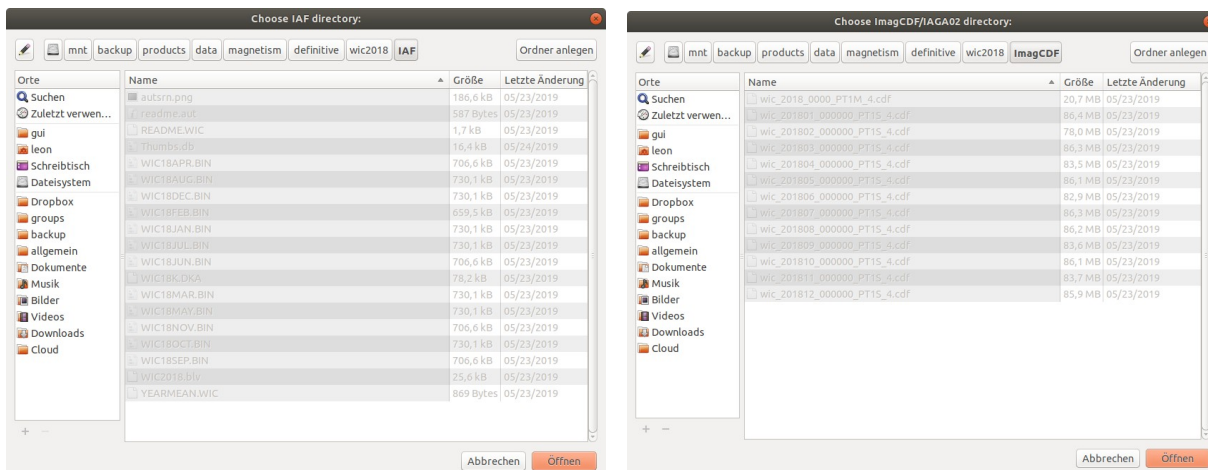 Choose IAF directory:
mnt backup products data magnetism definitive wic2018 IAF Ordner anlegen
Orte
Suchen
Zuletzt verwen...
gui
leon
Schreibtisch
Dateisystem
Dropbox
groups
backup
allgemein
Dokumente
Musik
Bilder
Videos
Downloads
Cloud
Name Größe Letzte Änderung
autsrn.png 186,6 kB 05/23/2019
readme.aut 587 Bytes 05/23/2019
README.WIC 1,7 kB 05/23/2019
Thumbs.db 16,4 kB 05/24/2019
WIC18APR.BIN 706,6 kB 05/23/2019
WIC18AUG.BIN 730,1 kB 05/23/2019
WIC18DEC.BIN 730,1 kB 05/23/2019
WIC18FEB.BIN 659,5 kB 05/23/2019
WIC18JAN.BIN 730,1 kB 05/23/2019
WIC18JUL.BIN 730,1 kB 05/23/2019
WIC18JUN.BIN 706,6 kB 05/23/2019
WIC18K.DKA 78,2 kB 05/23/2019
WIC18MAR.BIN 730,1 kB 05/23/2019
WIC18MAY.BIN 730,1 kB 05/23/2019
WIC18NOV.BIN 706,6 kB 05/23/2019
WIC18OCT.BIN 730,1 kB 05/23/2019
WIC18SEP.BIN 706,6 kB 05/23/2019
WIC2018.blv 25,6 kB 05/23/2019
YEARMEAN.WIC 869 Bytes 05/23/2019
Abbrechen Öffnen
Choose ImagCDF/IAGA02 directory:
mnt backup products data magnetism definitive wic2018 ImagCDF Ordner anlegen
Orte
Suchen
Zuletzt verwen...
gui
leon
Schreibtisch
Dateisystem
Dropbox
groups
backup
allgemein
Dokumente
Musik
Bilder
Videos
Downloads
Cloud
Name Größe Letzte Änderung
wic_2018_0000_PT1M_4.cdf 20,7 MB 05/23/2019
wic_201801_000000_PT1S_4.cdf 86,4 MB 05/23/2019
wic_201802_000000_PT1S_4.cdf 78,0 MB 05/23/2019
wic_201803_000000_PT1S_4.cdf 86,3 MB 05/23/2019
wic_201804_000000_PT1S_4.cdf 83,5 MB 05/23/2019
wic_201805_000000_PT1S_4.cdf 86,1 MB 05/23/2019
wic_201806_000000_PT1S_4.cdf 82,9 MB 05/23/2019
wic_201807_000000_PT1S_4.cdf 86,3 MB 05/23/2019
wic_201808_000000_PT1S_4.cdf 86,2 MB 05/23/2019
wic_201809_000000_PT1S_4.cdf 83,6 MB 05/23/2019
wic_201810_000000_PT1S_4.cdf 86,1 MB 05/23/2019
wic_201811_000000_PT1S_4.cdf 83,7 MB 05/23/2019
wic_201812_000000_PT1S_4.cdf 85,9 MB 05/23/2019
Abbrechen Öffnen